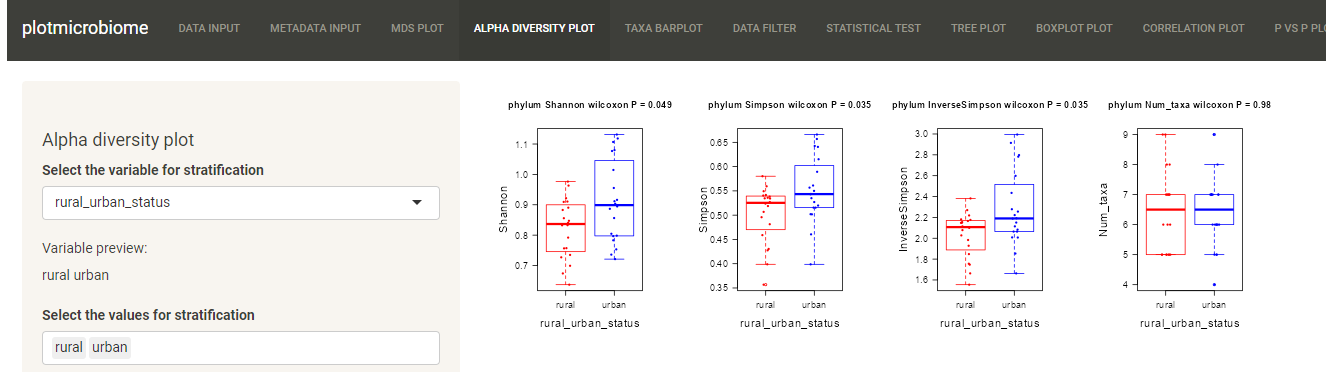 plotmicrobiome DATA INPUT METADATA INPUT MDS PLOT ALPHA DIVERSITY PLOT TAXA BARPLOT DATA FILTER STATISTICAL TEST TREE PLOT BOXPLOT PLOT CORRELATION PLOT P VS P
Alpha diversity plot
Select the variable for stratification
rural_urban_status
Variable preview:
rural urban
Select the values for stratification
rural urban
phylum Shannon wilcoxon P = 0.049
Shannon
1.1
1.0
0.9
0.8
0.7
rural urban
rural_urban_status
phylum Simpson wilcoxon P = 0.035
Simpson
0.65
0.60
0.55
0.50
0.45
0.40
0.35
rural urban
rural_urban_status
phylum InverseSimpson wilcoxon P = 0.035
InverseSimpson
3.0
2.8
2.6
2.4
2.2
2.0
1.8
1.6
rural urban
rural_urban_status
phylum Num_taxa wilcoxon P = 0.98
Num_taxa
9
8
7
6
5
4
rural urban
rural_urban_status